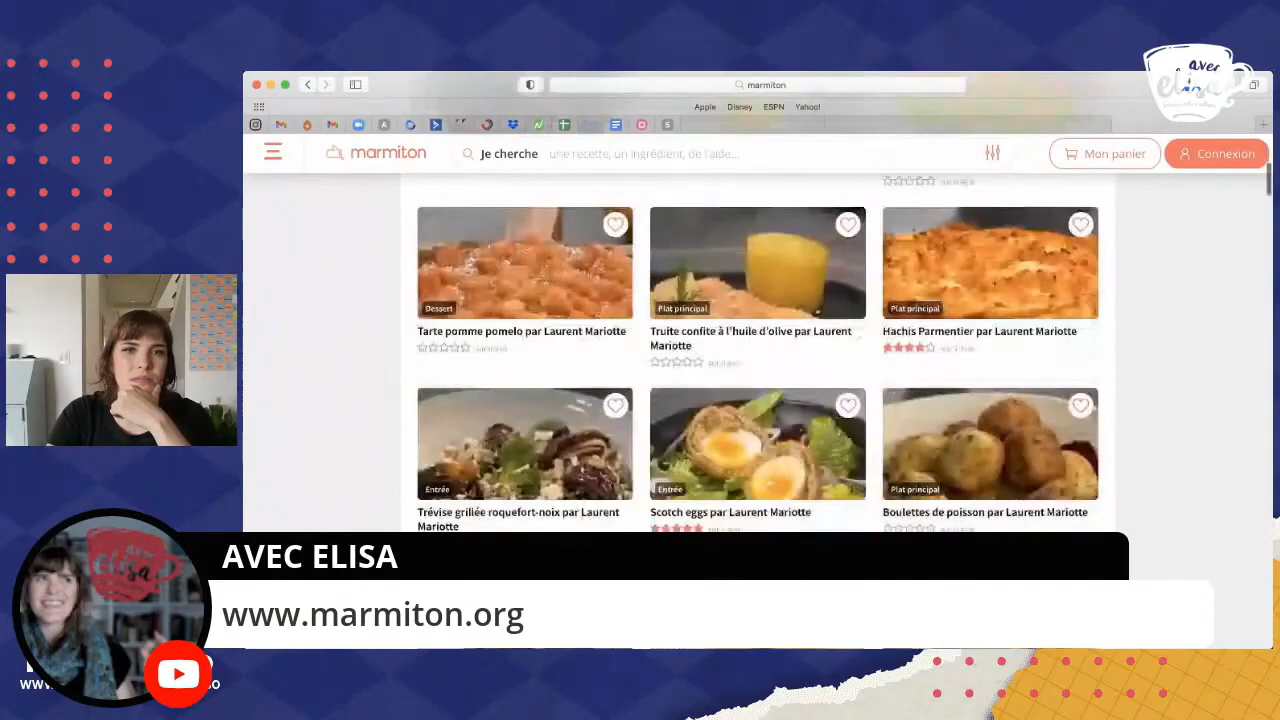 avec
elisa
marmiton
Apple Disney ESPN Yahoo!
marmiton
Je cherche une recette, un ingrédient, de l'aide...
Mon panier
Connexion
Dessert
Tarte pomme pomelo par Laurent Mariotte
Plat principal
Truite confite à l'huile d'olive par Laurent
Mariotte
Plat principal
Hachis Parmentier par Laurent Mariotte
Entrée
Trévise grillée roquefort-noix par Laurent
Mariotte
Entrée
Scotch eggs par Laurent Mariotte
Plat principal
Boulettes de poisson par Laurent Mariotte
AVEC ELISA
www.marmiton.org
avec
elisa